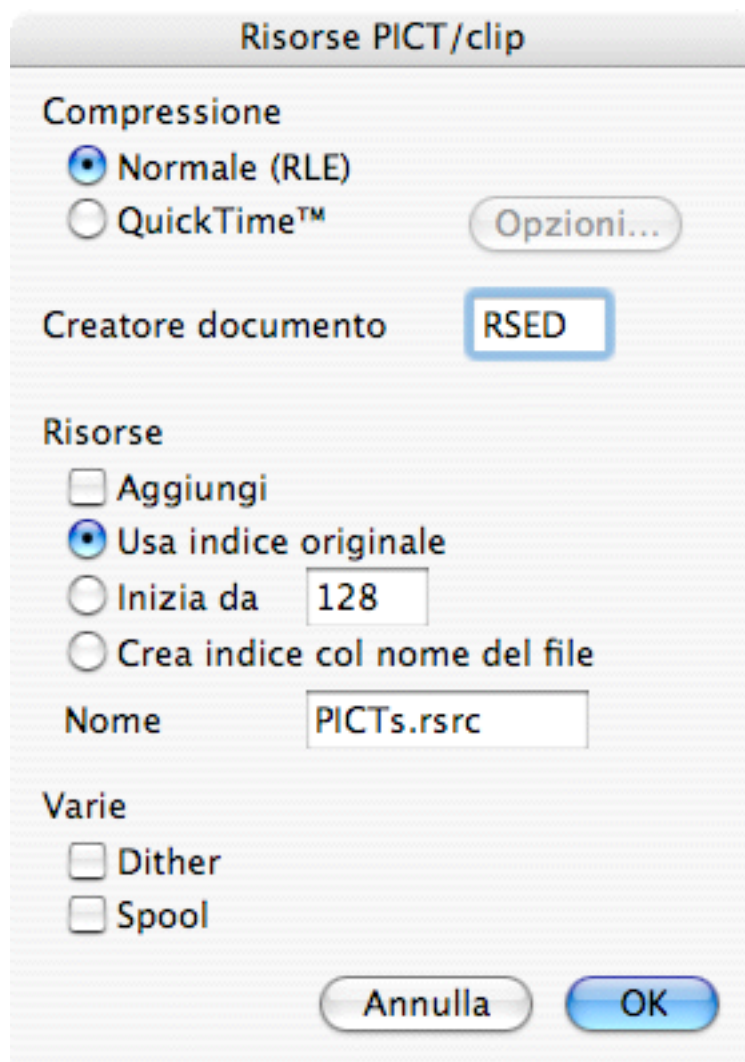 Risorse PICT/clip
Compressione
Normale (RLE)
QuickTime™ Opzioni...
Creatore documento RSED
Risorse
Aggiungi
Usa indice originale
Inizia da 128
Crea indice col nome del file
Nome PICTs.rsrc
Varie
Dither
Spool
Annulla OK